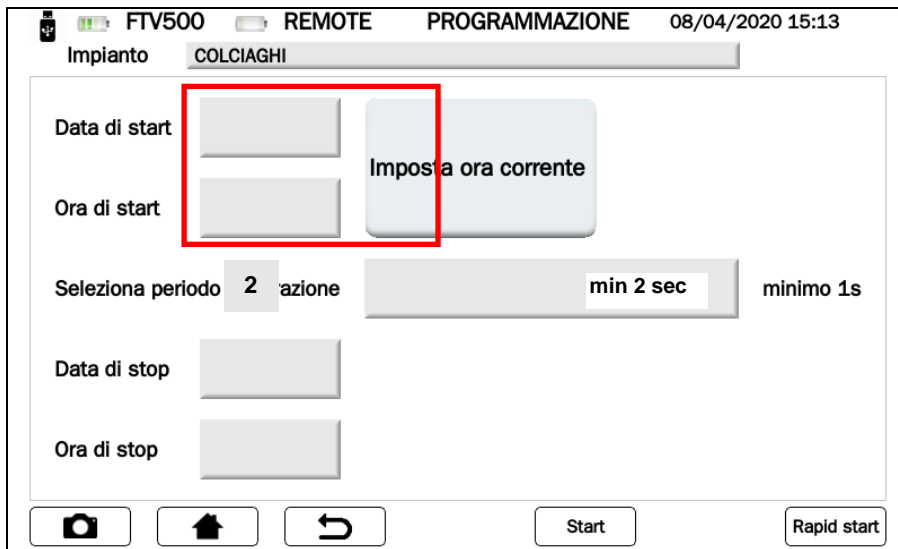 FTV500 REMOTE PROGRAMMAZIONE 08/04/2020 15:13
Impianto COLCIAGHI
Data di start
Imposta ora corrente
Ora di start
Seleziona periodo 2 razione min 2 sec minimo 1s
Data di stop
Ora di stop
Start Rapid start